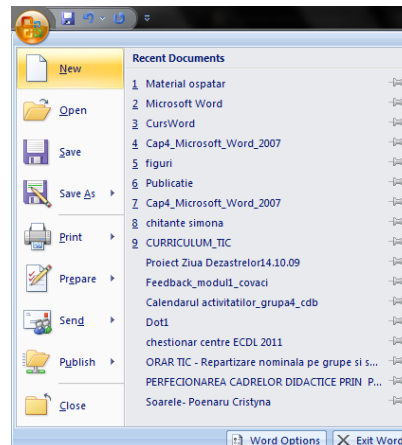 New
Open
Save
Save As
Print
Prepare
Send
Publish
Close
Recent Documents
1 Material ospatar
2 Microsoft Word
3 CursWord
4 Cap4_Microsoft_Word_2007
5 figuri
6 Publicatie
7 Cap4_Microsoft_Word_2007
8 chitante simona
9 CURRICULUM_TIC
Proiect Ziua Dezastrelor14.10.09
Feedback_modul1_covaci
Calendarul activitatilor_grupa4_cdb
Dot1
chestionar centre ECDL 2011
ORAR TIC - Repartizare nominala pe grupe si s...
PERFECTIONAREA CADRELOR DIDACTICE PRIN P...
Soarele- Poenaru Cristyna
Word Options
Exit Word